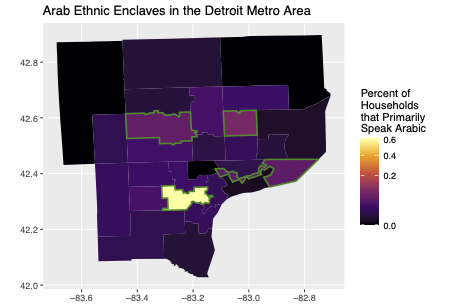 Arab Ethnic Enclaves in the Detroit Metro Area
42.8
42.6
42.4
42.2
42.0
−83.6
−83.4
−83.2
−83.0
−82.8
Percent of
Households
that Primarily
Speak Arabic
0.6
0.4
0.2
0.0